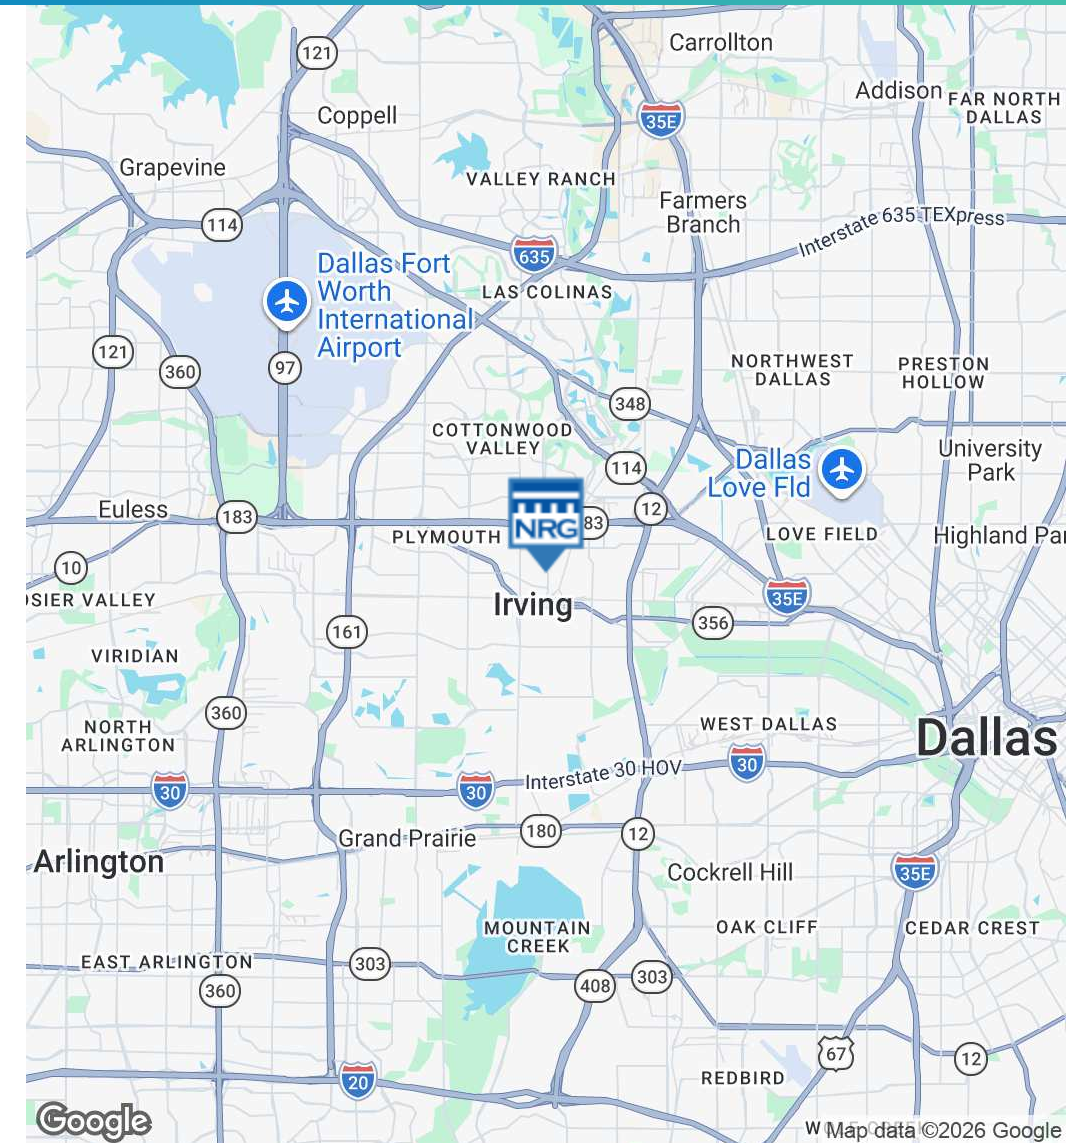 121
Carrollton
Coppell
35E
Addison
FAR NORTH
DALLAS
Grapevine
VALLEY RANCH
Farmers
Branch
114
Interstate 635 TEXpress
635
Dallas Fort
Worth
International
Airport
LAS COLINAS
121
360
97
NORTHWEST
DALLAS
PRESTON
HOLLOW
348
COTTONWOOD
VALLEY
114
Dallas
Love Fld
University
Park
Euless
183
NRG
83
12
PLYMOUTH
LOVE FIELD
Highland Par
10
OSIER VALLEY
Irving
35E
356
161
VIRIDIAN
360
NORTH
ARLINGTON
WEST DALLAS
Dallas
30
30
Interstate 30 HOV
30
Grand Prairie
180
12
Arlington
Cockrell Hill
35E
MOUNTAIN
CREEK
OAK CLIFF
CEDAR CREST
EAST ARLINGTON
303
360
408
303
67
12
20
REDBIRD
Google
Map data ©2026 Google